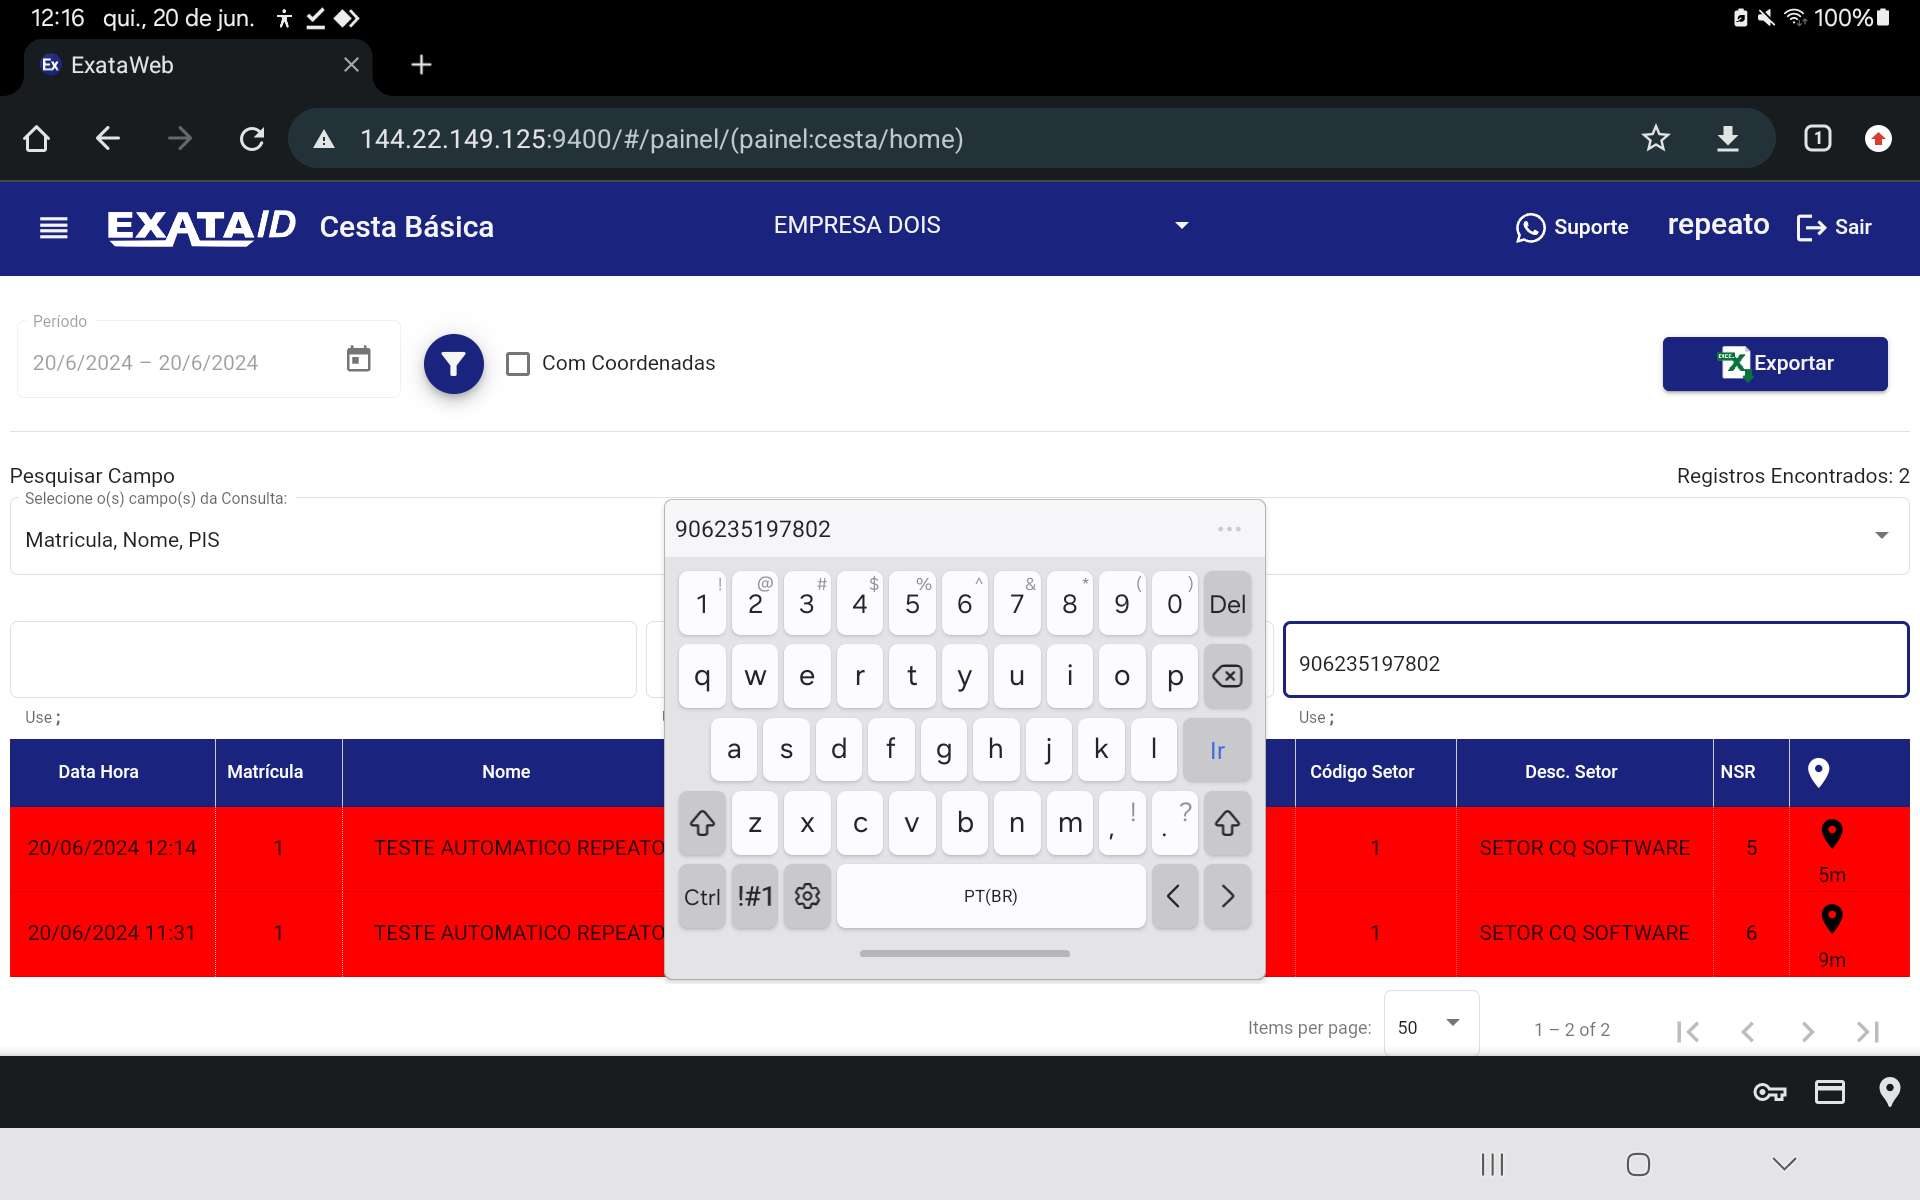 12:16 qui., 20 de jun. 100%
Ex ExataWeb
144.22.149.125:9400/#/painel/(painel:cesta/home) 1
EXATA/D Cesta Básica EMPRESA DOIS Suporte repeato Sair
Período
20/6/2024 – 20/6/2024 Com Coordenadas Exportar
Pesquisar Campo Registros Encontrados: 2
Selecione o(s) campo(s) da Consulta:
Matricula, Nome, PIS
906235197802
1 ! 2 @ 3 # 4 $ 5 % 6 ^ 7 & 8 * 9 ( 0 ) Del
q w e r t y u i o p
a s d f g h j k l Ir
z x c v b n m , ! . ?
Ctrl !#1 PT(BR) < >
906235197802
Use ; Use ;
Data Hora Matrícula Nome Código Setor Desc. Setor NSR
20/06/2024 12:14 1 TESTE AUTOMATICO REPEATO 1 SETOR CQ SOFTWARE 5 5m
20/06/2024 11:31 1 TESTE AUTOMATICO REPEATO 1 SETOR CQ SOFTWARE 6 9m
Items per page: 50 1 – 2 of 2